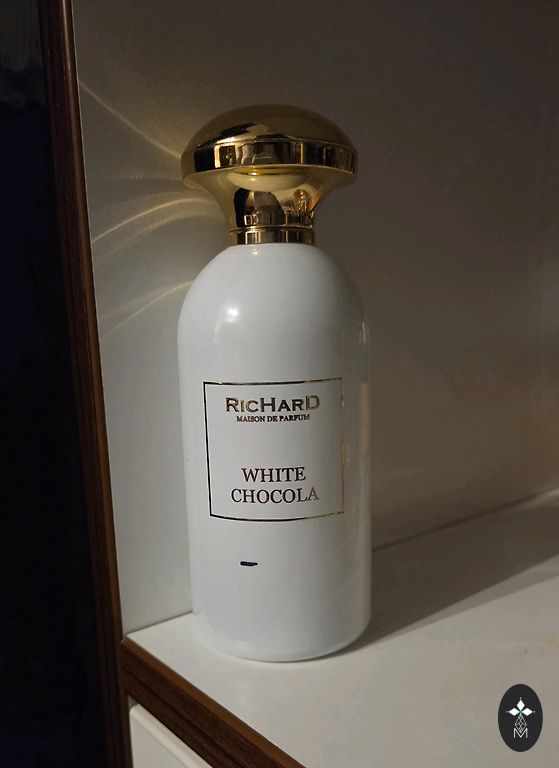 RICHARD
MAISON DE PARFUM
WHITE
CHOCOLA
M